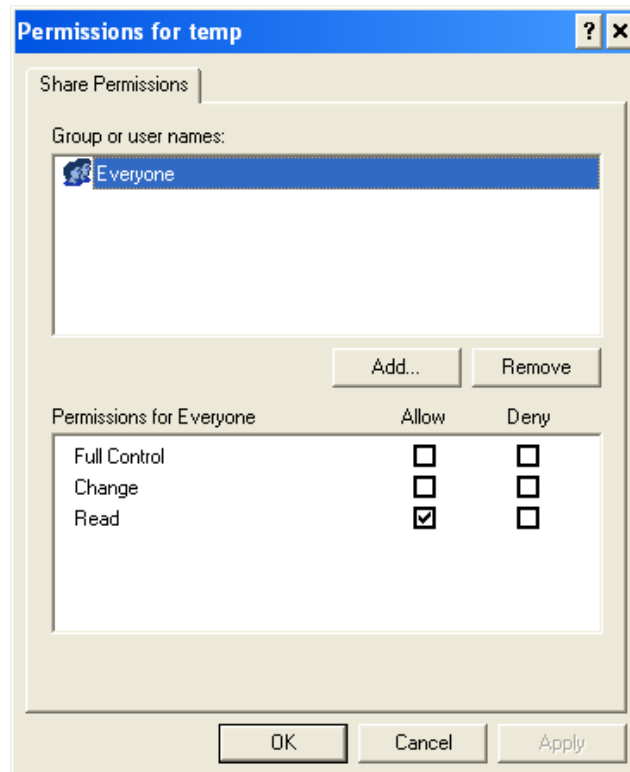 Permissions for temp
Share Permissions
Group or user names:
Everyone
Add... Remove
Permissions for Everyone Allow Deny
Full Control
Change
Read
OK Cancel Apply